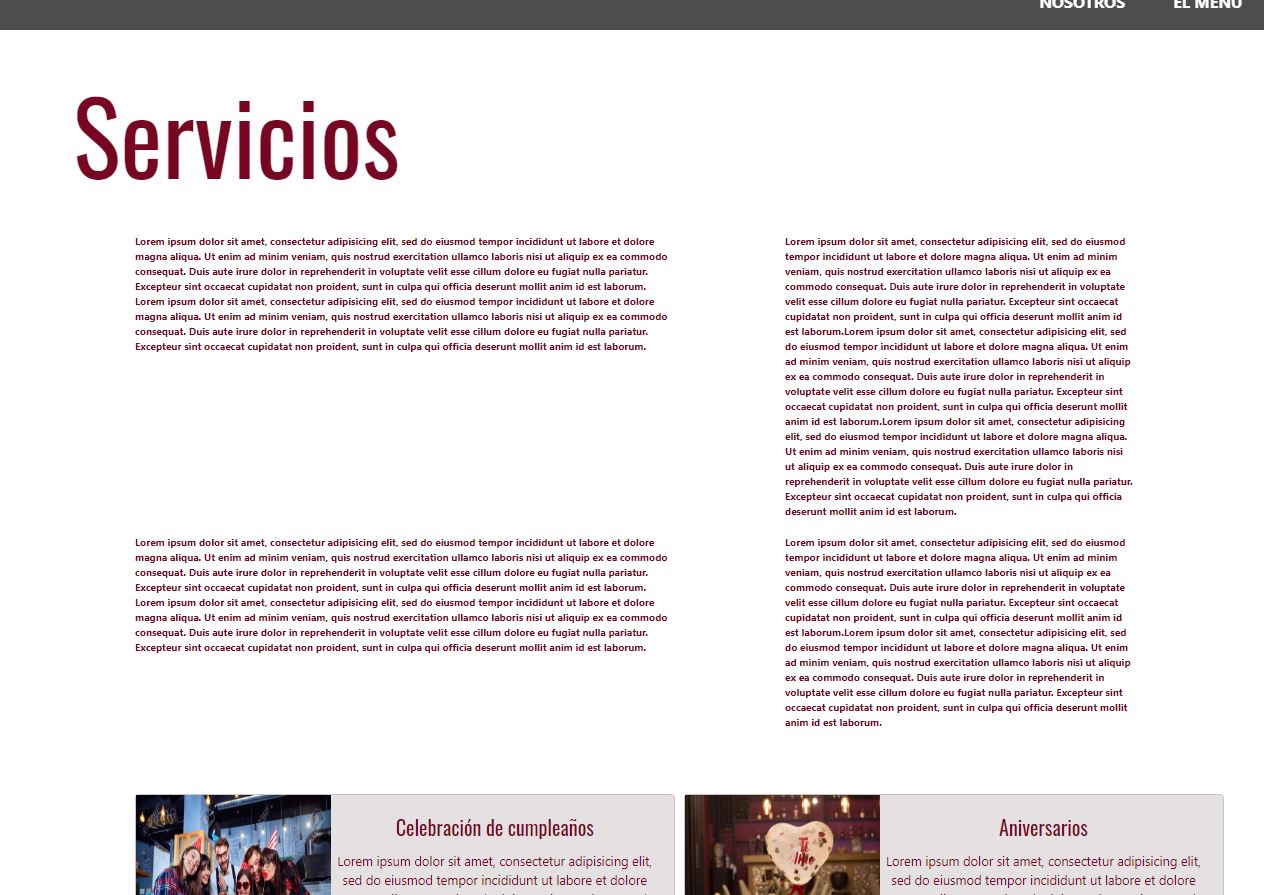 NOSOTROS EL MENÚ
Servicios
Lorem ipsum dolor sit amet, consectetur adipisicing elit, sed do eiusmod tempor incididunt ut labore et dolore
magna aliqua. Ut enim ad minim veniam, quis nostrud exercitation ullamco laboris nisi ut aliquip ex ea commodo
consequat. Duis aute irure dolor in reprehenderit in voluptate velit esse cillum dolore eu fugiat nulla pariatur.
Excepteur sint occaecat cupidatat non proident, sunt in culpa qui officia deserunt mollit anim id est laborum.
Lorem ipsum dolor sit amet, consectetur adipisicing elit, sed do eiusmod tempor incididunt ut labore et dolore
magna aliqua. Ut enim ad minim veniam, quis nostrud exercitation ullamco laboris nisi ut aliquip ex ea commodo
consequat. Duis aute irure dolor in reprehenderit in voluptate velit esse cillum dolore eu fugiat nulla pariatur.
Excepteur sint occaecat cupidatat non proident, sunt in culpa qui officia deserunt mollit anim id est laborum.
Lorem ipsum dolor sit amet, consectetur adipisicing elit, sed do eiusmod
tempor incididunt ut labore et dolore magna aliqua. Ut enim ad minim
veniam, quis nostrud exercitation ullamco laboris nisi ut aliquip ex ea
commodo consequat. Duis aute irure dolor in reprehenderit in voluptate
velit esse cillum dolore eu fugiat nulla pariatur. Excepteur sint occaecat
cupidatat non proident, sunt in culpa qui officia deserunt mollit anim id
est laborum.Lorem ipsum dolor sit amet, consectetur adipisicing elit, sed
do eiusmod tempor incididunt ut labore et dolore magna aliqua. Ut enim
ad minim veniam, quis nostrud exercitation ullamco laboris nisi ut aliquip
ex ea commodo consequat. Duis aute irure dolor in reprehenderit in
voluptate velit esse cillum dolore eu fugiat nulla pariatur. Excepteur sint
occaecat cupidatat non proident, sunt in culpa qui officia deserunt mollit
anim id est laborum.Lorem ipsum dolor sit amet, consectetur adipisicing
elit, sed do eiusmod tempor incididunt ut labore et dolore magna aliqua.
Ut enim ad minim veniam, quis nostrud exercitation ullamco laboris nisi
ut aliquip ex ea commodo consequat. Duis aute irure dolor in
reprehenderit in voluptate velit esse cillum dolore eu fugiat nulla pariatur.
Excepteur sint occaecat cupidatat non proident, sunt in culpa qui officia
deserunt mollit anim id est laborum.
Lorem ipsum dolor sit amet, consectetur adipisicing elit, sed do eiusmod tempor incididunt ut labore et dolore
magna aliqua. Ut enim ad minim veniam, quis nostrud exercitation ullamco laboris nisi ut aliquip ex ea commodo
consequat. Duis aute irure dolor in reprehenderit in voluptate velit esse cillum dolore eu fugiat nulla pariatur.
Excepteur sint occaecat cupidatat non proident, sunt in culpa qui officia deserunt mollit anim id est laborum.
Lorem ipsum dolor sit amet, consectetur adipisicing elit, sed do eiusmod tempor incididunt ut labore et dolore
magna aliqua. Ut enim ad minim veniam, quis nostrud exercitation ullamco laboris nisi ut aliquip ex ea commodo
consequat. Duis aute irure dolor in reprehenderit in voluptate velit esse cillum dolore eu fugiat nulla pariatur.
Excepteur sint occaecat cupidatat non proident, sunt in culpa qui officia deserunt mollit anim id est laborum.
Lorem ipsum dolor sit amet, consectetur adipisicing elit, sed do eiusmod
tempor incididunt ut labore et dolore magna aliqua. Ut enim ad minim
veniam, quis nostrud exercitation ullamco laboris nisi ut aliquip ex ea
commodo consequat. Duis aute irure dolor in reprehenderit in voluptate
velit esse cillum dolore eu fugiat nulla pariatur. Excepteur sint occaecat
cupidatat non proident, sunt in culpa qui officia deserunt mollit anim id
est laborum.Lorem ipsum dolor sit amet, consectetur adipisicing elit, sed
do eiusmod tempor incididunt ut labore et dolore magna aliqua. Ut enim
ad minim veniam, quis nostrud exercitation ullamco laboris nisi ut aliquip
ex ea commodo consequat. Duis aute irure dolor in reprehenderit in
voluptate velit esse cillum dolore eu fugiat nulla pariatur. Excepteur sint
occaecat cupidatat non proident, sunt in culpa qui officia deserunt mollit
anim id est laborum.
Celebración de cumpleaños
Lorem ipsum dolor sit amet, consectetur adipisicing elit,
sed do eiusmod tempor incididunt ut labore et dolore
Aniversarios
Lorem ipsum dolor sit amet, consectetur adipisicing elit,
sed do eiusmod tempor incididunt ut labore et dolore